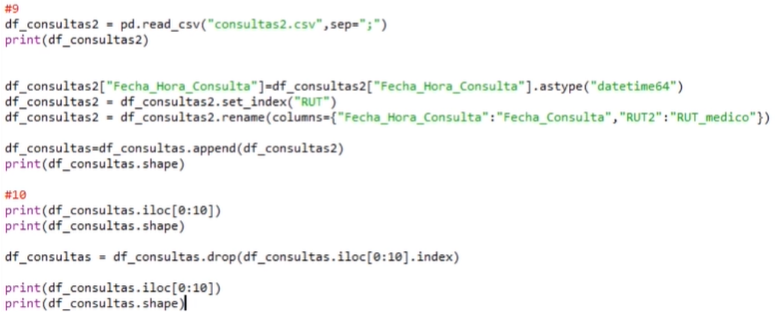 #9
df_consultas2 = pd.read_csv("consultas2.csv",sep=";")
print(df_consultas2)
df_consultas2["Fecha_Hora_Consulta"]=df_consultas2["Fecha_Hora_Consulta"].astype("datetime64")
df_consultas2 = df_consultas2.set_index("RUT")
df_consultas2 = df_consultas2.rename(columns={"Fecha_Hora_Consulta":"Fecha_Consulta","RUT2":"RUT_medico"})
df_consultas=df_consultas.append(df_consultas2)
print(df_consultas.shape)
#10
print(df_consultas.iloc[0:10])
print(df_consultas.shape)
df_consultas = df_consultas.drop(df_consultas.iloc[0:10].index)
print(df_consultas.iloc[0:10])
print(df_consultas.shape)